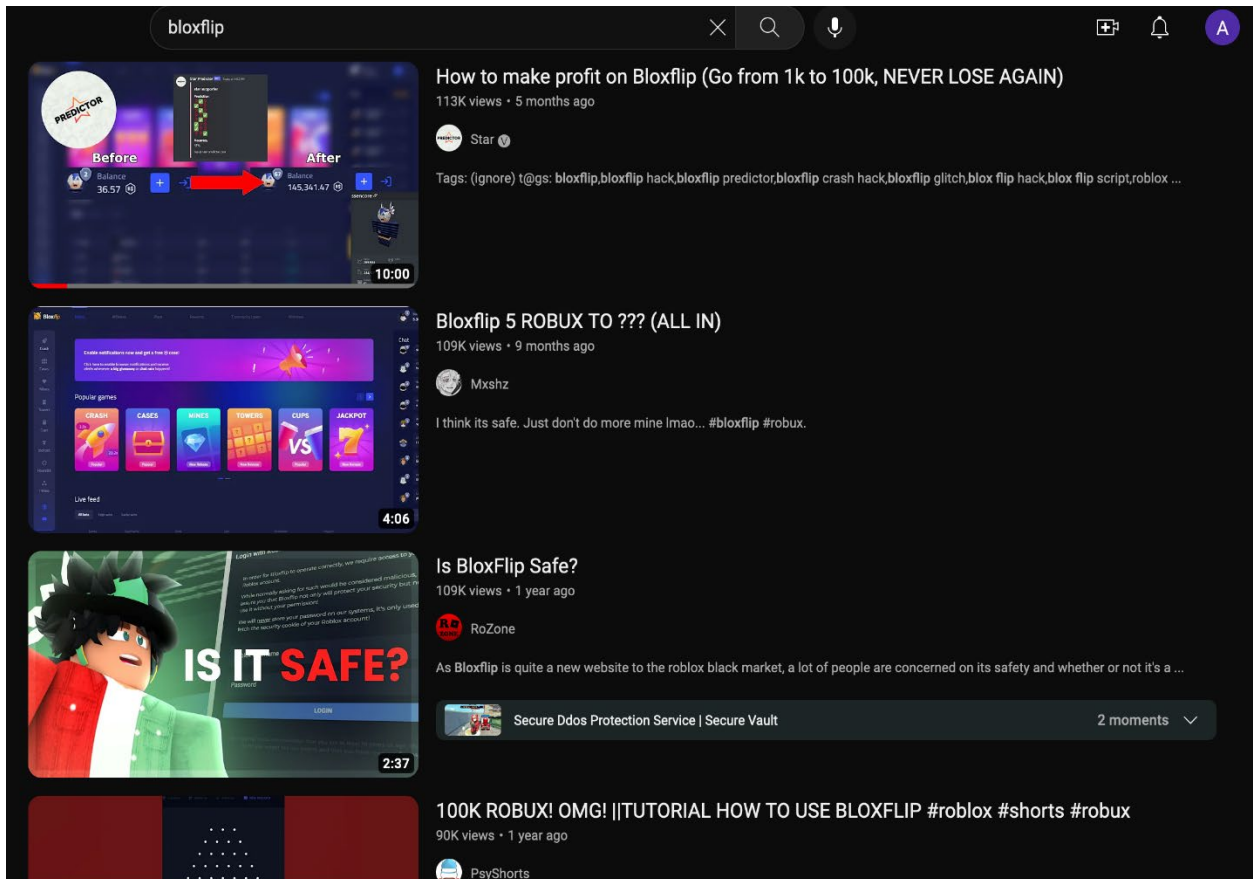 bloxflip
A
How to make profit on Bloxflip (Go from 1k to 100k, NEVER LOSE AGAIN)
113K views • 5 months ago
PREDICTOR
Star
Before
After
Balance
36.57
Balance
145,341.47
Tags: (ignore) t@gs: bloxflip,bloxflip hack,bloxflip predictor,bloxflip crash hack,bloxflip glitch,blox flip hack,blox flip script,roblox ...
10:00
Bloxflip
Bloxflip 5 ROBUX TO ??? (ALL IN)
109K views • 9 months ago
Mxshz
Popular games
CRASH CASES MINES TOWERS CUPS JACKPOT
VS
I think its safe. Just don't do more mine lmao... #bloxflip #robux.
Live feed
4:06
Is BloxFlip Safe?
109K views • 1 year ago
RoZone
IS IT SAFE?
Password
LOGIN
As Bloxflip is quite a new website to the roblox black market, a lot of people are concerned on its safety and whether or not it's a ...
Secure Ddos Protection Service | Secure Vault
2 moments
2:37
100K ROBUX! OMG! ||TUTORIAL HOW TO USE BLOXFLIP #roblox #shorts #robux
90K views • 1 year ago
PsyShorts